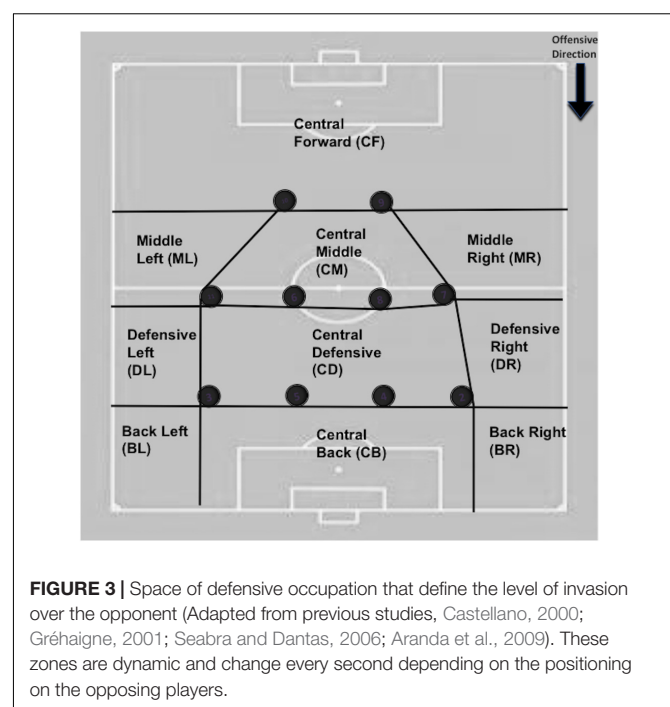 Offensive
Direction
Central
Forward (CF)
Middle
Left (ML)
Central
Middle
(CM)
Middle
Right (MR)
Defensive
Left
(DL)
Central
Defensive
(CD)
Defensive
Right
(DR)
Back Left
(BL)
Central
Back (CB)
Back Right
(BR)
FIGURE 3 | Space of defensive occupation that define the level of invasion
over the opponent (Adapted from previous studies, Castellano, 2000;
Gréhaigne, 2001; Seabra and Dantas, 2006; Aranda et al., 2009). These
zones are dynamic and change every second depending on the positioning
on the opposing players.